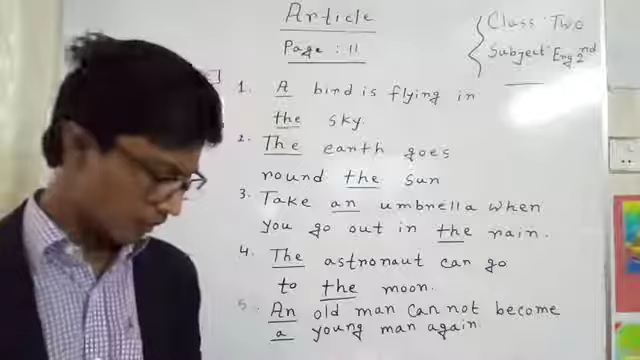 Article
Page : 11
Class : Two
Subject : Eng 2nd
1. A bird is flying in
the sky.
2. The earth goes
round the sun
3. Take an umbrella when
you go out in the rain.
4. The astronaut can go
to the moon.
5. An old man can not become
a young man again.